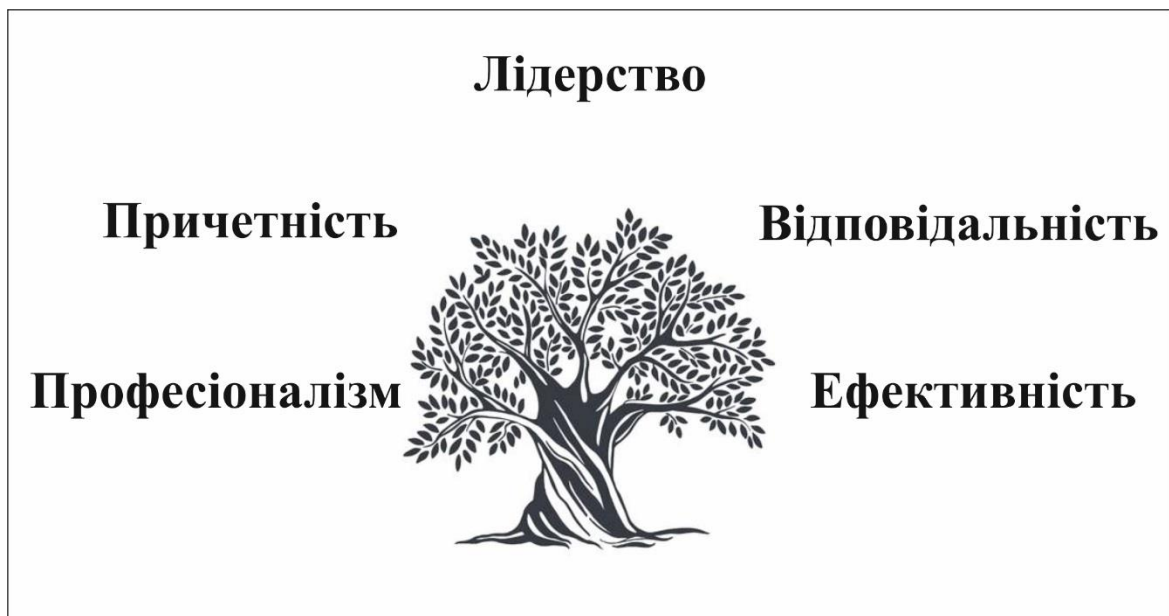 Лідерство
Причетність
Відповідальність
Професіоналізм
Ефективність